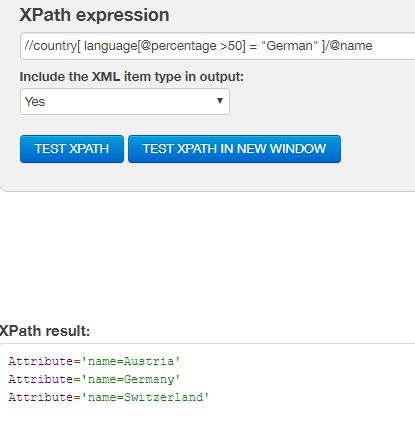 XPath expression
//country[ language[@percentage >50] = "German" ]/@name
Include the XML item type in output:
Yes
TEST XPATH TEST XPATH IN NEW WINDOW
XPath result:
Attribute='name=Austria'
Attribute='name=Germany'
Attribute='name=Switzerland'